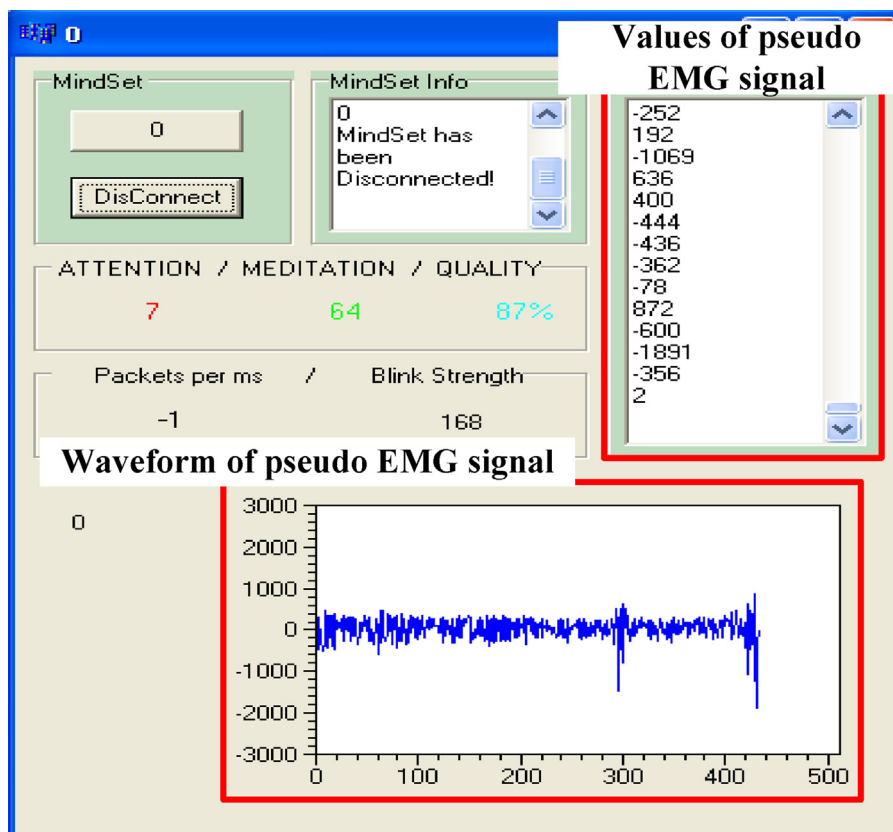 0
Values of pseudo
EMG signal
MindSet
0
DisConnect
MindSet Info
0
MindSet has
been
Disconnected!
-252
192
-1069
636
400
-444
-436
-362
-78
872
-600
-1891
-356
2
ATTENTION / MEDITATION / QUALITY
7 64 87%
Packets per ms / Blink Strength
-1 168
Waveform of pseudo EMG signal
0
3000
2000
1000
0
-1000
-2000
-3000
0 100 200 300 400 500